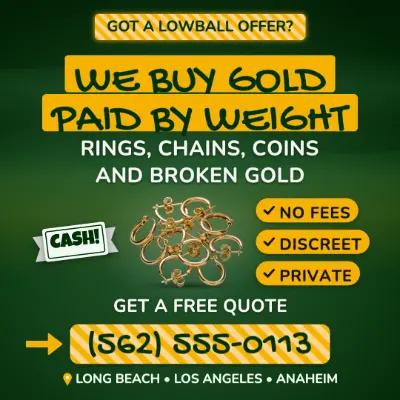 GOT A LOWBALL OFFER?
WE BUY GOLD
PAID BY WEIGHT
RINGS, CHAINS, COINS
AND BROKEN GOLD
CASH!
NO FEES
DISCREET
PRIVATE
GET A FREE QUOTE
(562) 555-0113
LONG BEACH • LOS ANGELES • ANAHEIM